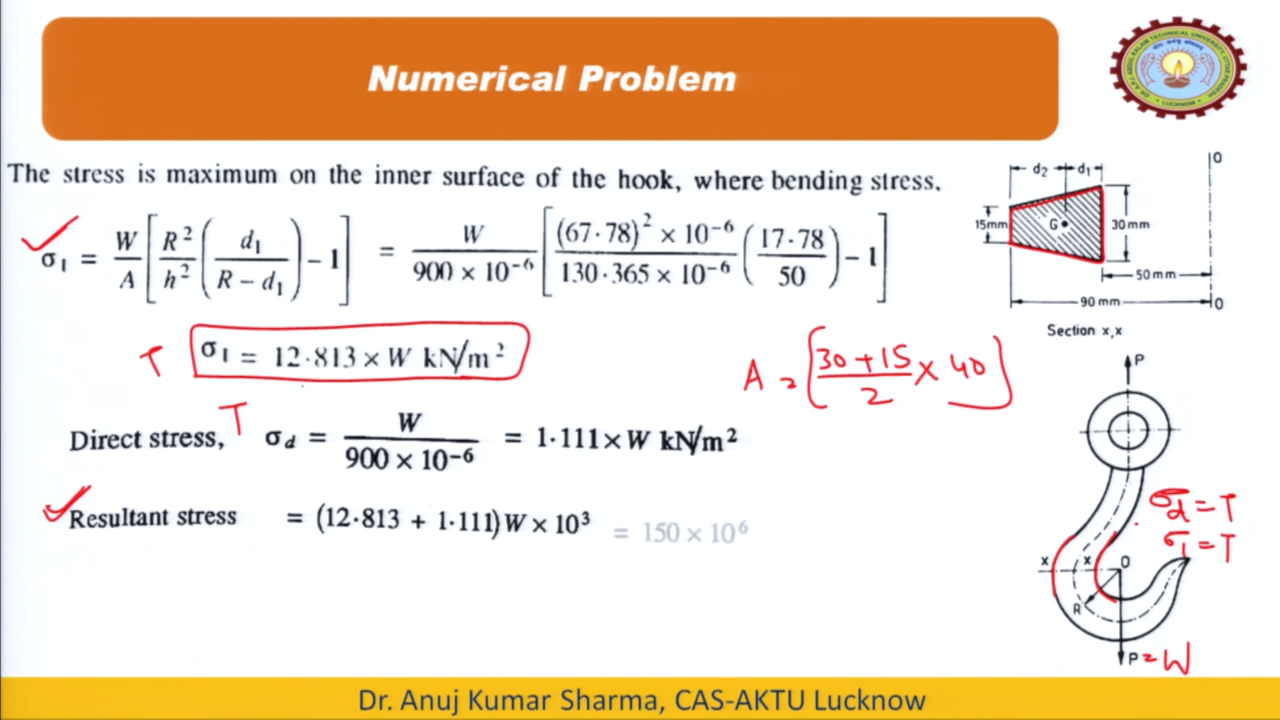 Numerical Problem
The stress is maximum on the inner surface of the hook, where bending stress.
σ₁ = W/A [R²/h² (d₁/(R − d₁)) − 1] = W/(900 × 10⁻⁶) [((67·78)² × 10⁻⁶)/(130·365 × 10⁻⁶) (17·78/50) − 1]
T σ₁ = 12·813 × W kN/m²
A = [(30+15)/2 × 40]
Direct stress, T σd = W/(900 × 10⁻⁶) = 1·111 × W kN/m²
Resultant stress = (12·813 + 1·111) W × 10³ = 150 × 10⁶
d₂ d₁ O
15mm G 30mm
50mm
90mm O
Section x,x
P
σd = T
σ₁ = T
x x O
R
P = W
Dr. Anuj Kumar Sharma, CAS-AKTU Lucknow